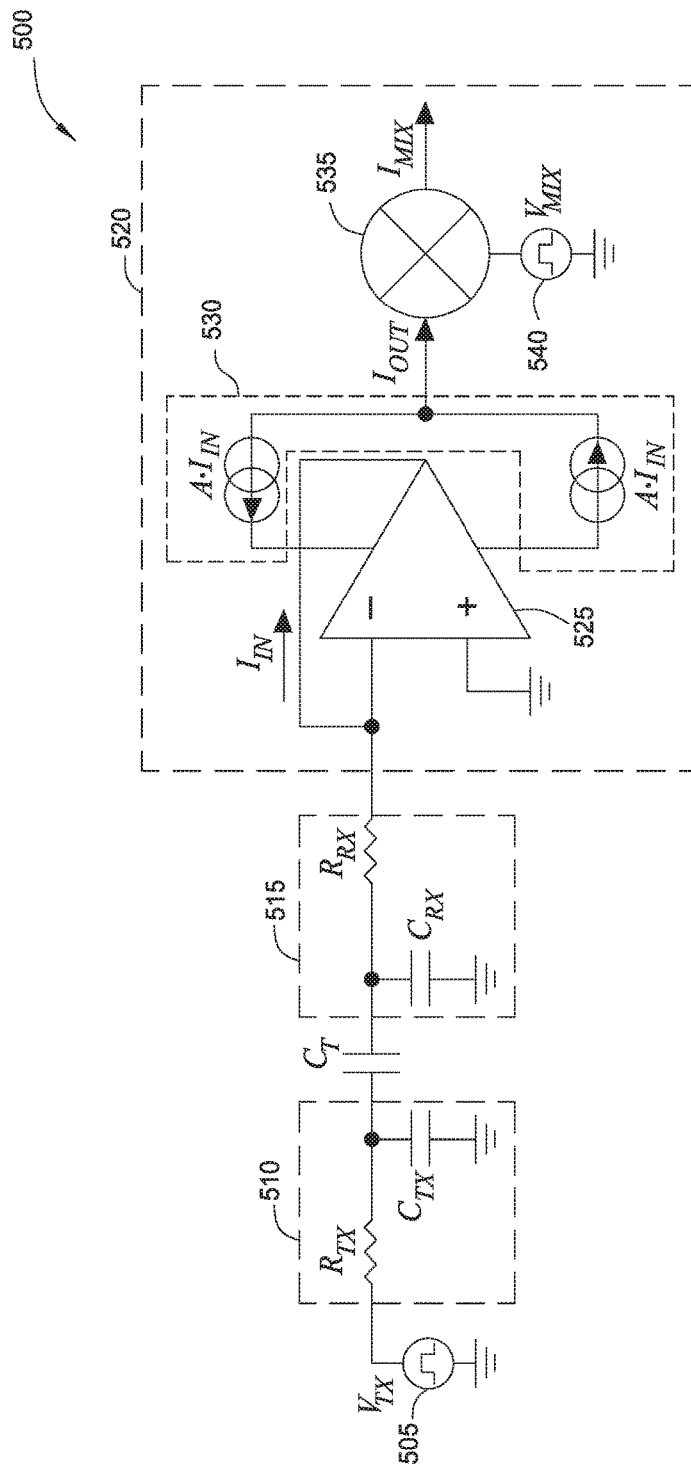 500
520
530
A·I_IN
I_IN
−
+
525
A·I_IN
I_OUT
535
I_MIX
V_MIX
540
515
R_RX
C_RX
C_T
510
R_TX
C_TX
V_TX
505